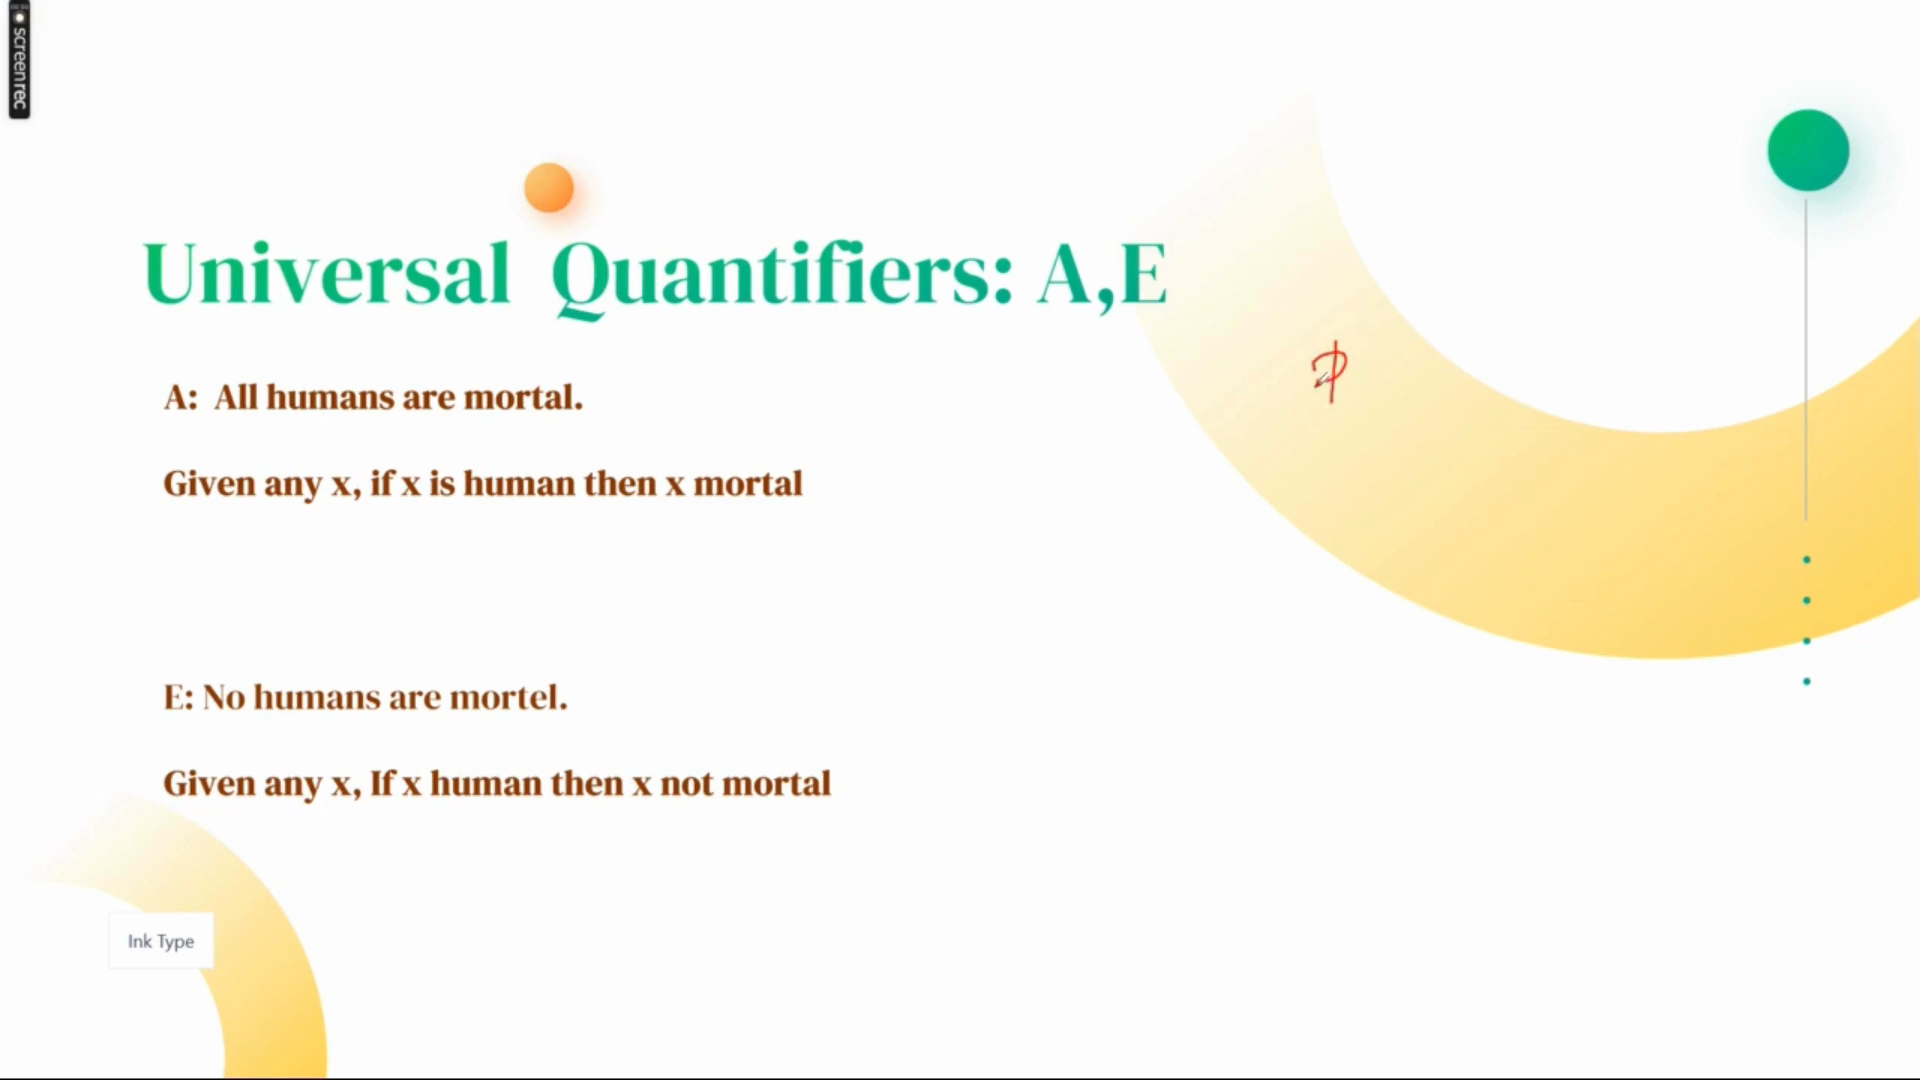 screenrec
Universal Quantifiers: A,E
A: All humans are mortal.
Given any x, if x is human then x mortal
E: No humans are mortel.
Given any x, If x human then x not mortal
Ink Type